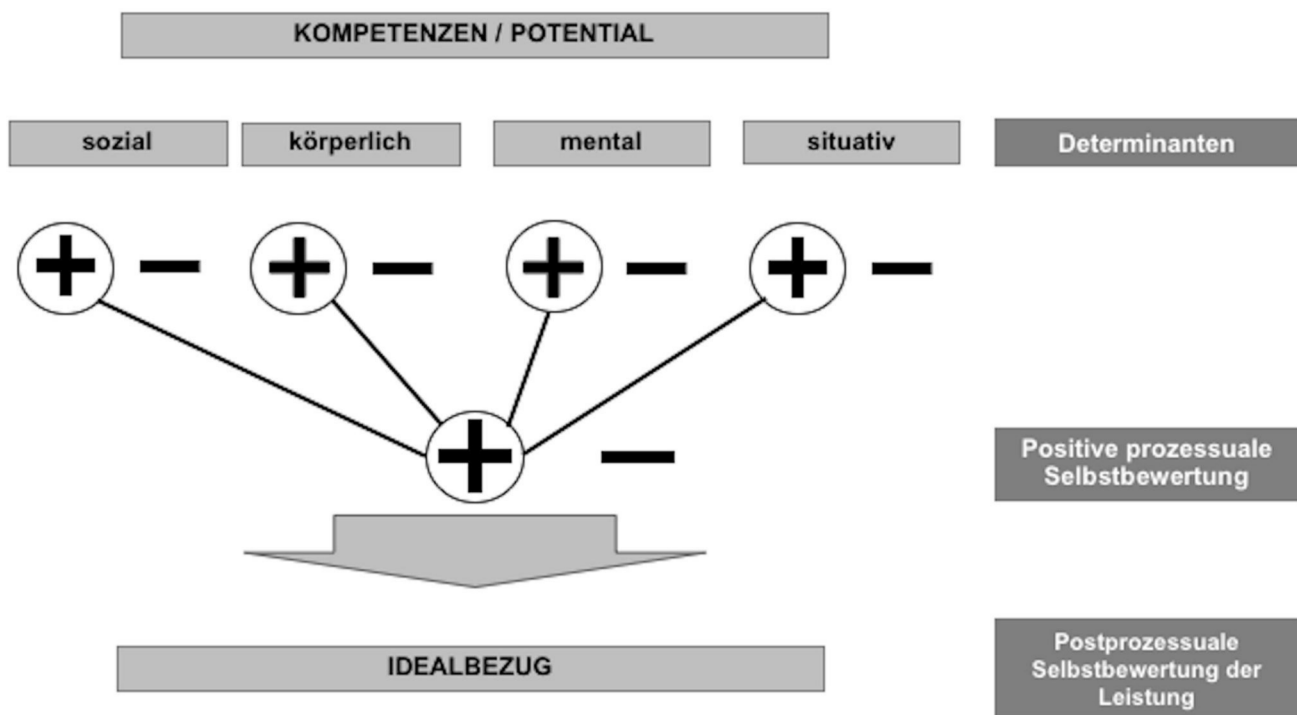 KOMPETENZEN / POTENTIAL
sozial
körperlich
mental
situativ
Determinanten
+ − + − + − + −
+ −
Positive prozessuale
Selbstbewertung
IDEALBEZUG
Postprozessuale
Selbstbewertung der
Leistung